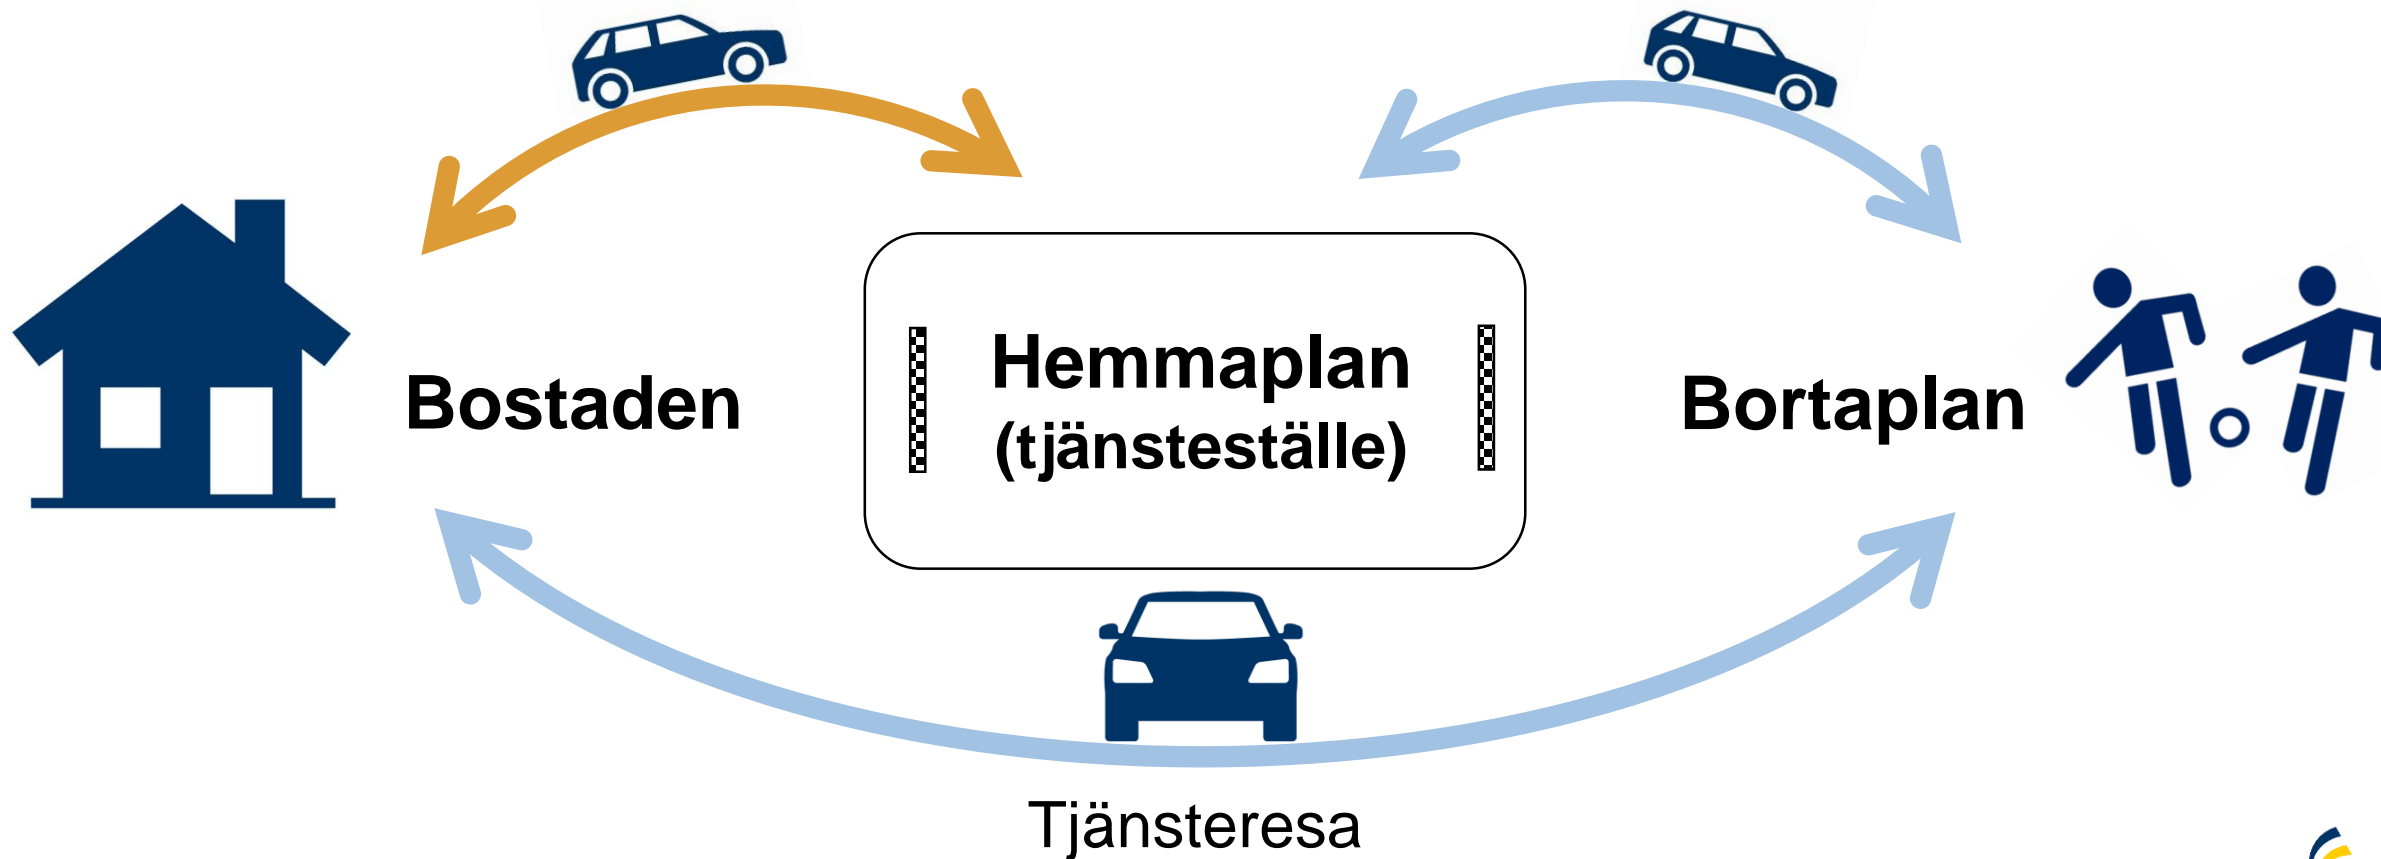 Bostaden
Hemmaplan
(tjänsteställe)
Bortaplan
Tjänsteresa